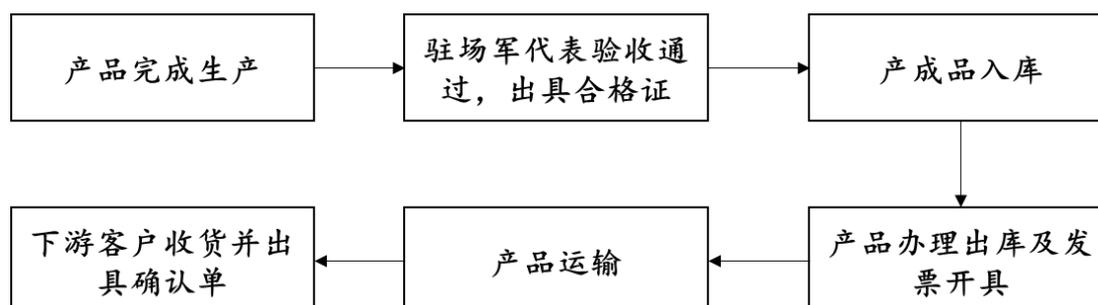 产品完成生产
驻场军代表验收通
过，出具合格证
产成品入库
产品办理出库及发
票开具
产品运输
下游客户收货并出
具确认单